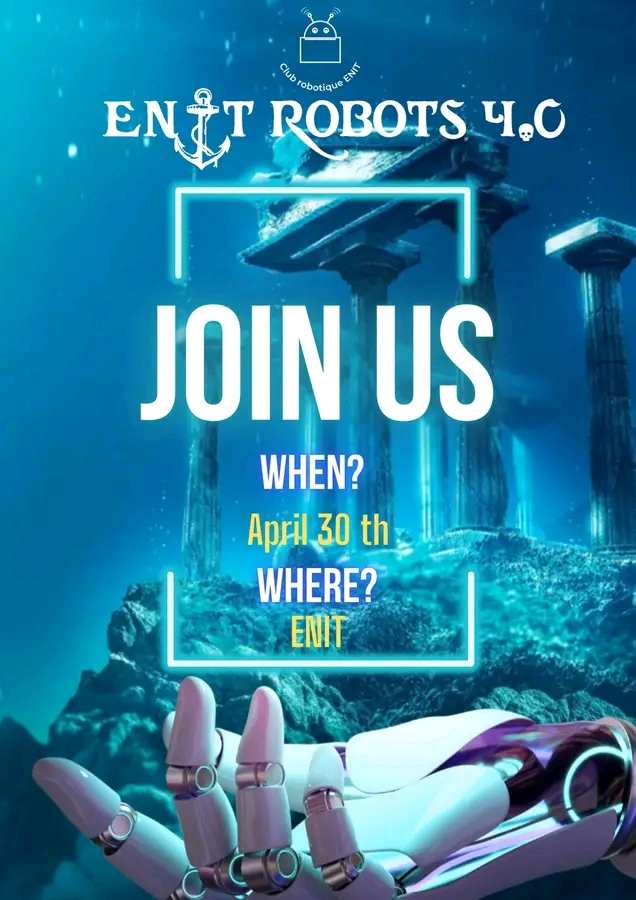 Club robotique ENIT
ENIT ROBOTS 4.0
JOIN US
WHEN?
April 30 th
WHERE?
ENIT